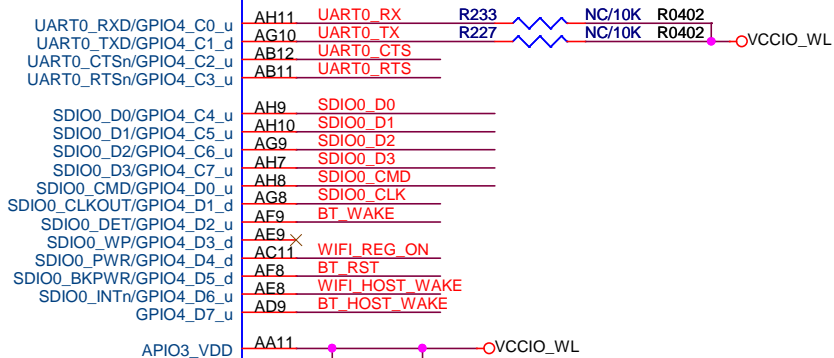 UART0_RXD/GPIO4_C0_u AH11 UART0_RX R233 NC/10K R0402
UART0_TXD/GPIO4_C1_d AG10 UART0_TX R227 NC/10K R0402 VCCIO_WL
UART0_CTSn/GPIO4_C2_u AB12 UART0_CTS
UART0_RTSn/GPIO4_C3_u AB11 UART0_RTS
SDIO0_D0/GPIO4_C4_u AH9 SDIO0_D0
SDIO0_D1/GPIO4_C5_u AH10 SDIO0_D1
SDIO0_D2/GPIO4_C6_u AG9 SDIO0_D2
SDIO0_D3/GPIO4_C7_u AH7 SDIO0_D3
SDIO0_CMD/GPIO4_D0_u AH8 SDIO0_CMD
SDIO0_CLKOUT/GPIO4_D1_d AG8 SDIO0_CLK
SDIO0_DET/GPIO4_D2_u AF9 BT_WAKE
SDIO0_WP/GPIO4_D3_d AE9
SDIO0_PWR/GPIO4_D4_d AC11 WIFI_REG_ON
SDIO0_BKPWR/GPIO4_D5_d AF8 BT_RST
SDIO0_INTn/GPIO4_D6_u AE8 WIFI_HOST_WAKE
GPIO4_D7_u AD9 BT_HOST_WAKE
APIO3_VDD AA11 VCCIO_WL